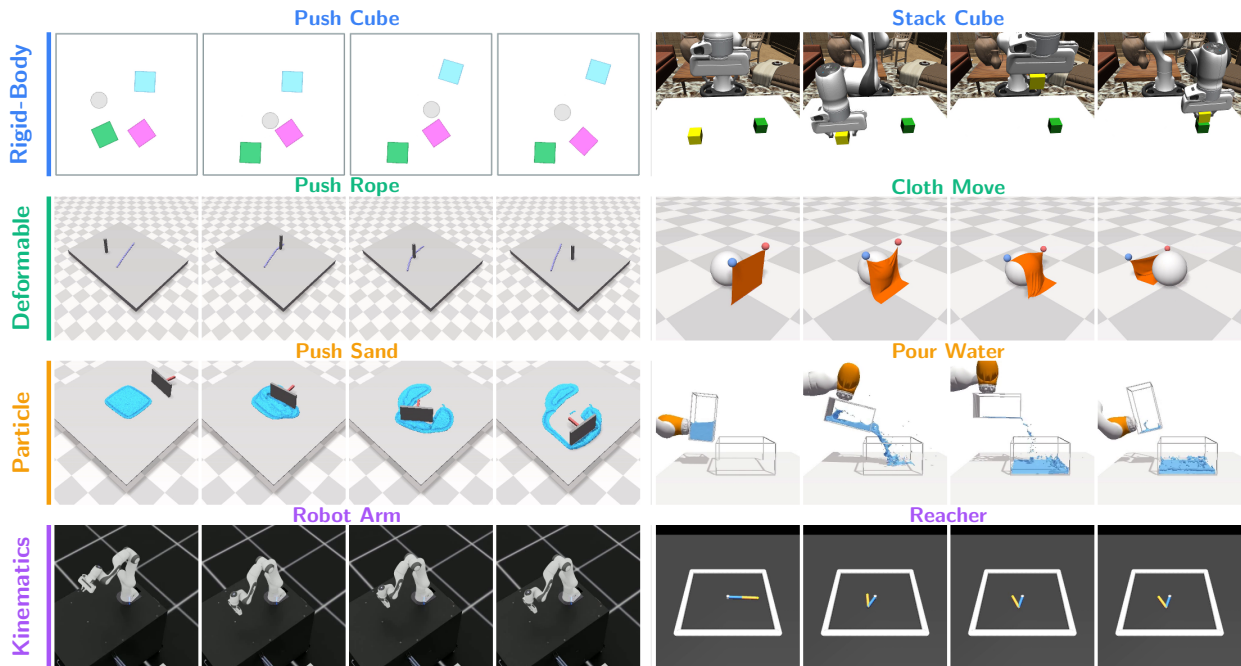 Push Cube
Stack Cube
Rigid-Body
Push Rope
Cloth Move
Deformable
Push Sand
Pour Water
Particle
Robot Arm
Reacher
Kinematics